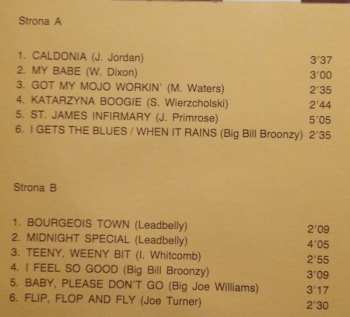 Strona A
1. CALDONIA (J. Jordan) 3'37
2. MY BABE (W. Dixon) 3'00
3. GOT MY MOJO WORKIN' (M. Waters) 2'35
4. KATARZYNA BOOGIE (S. Wierzcholski) 2'44
5. ST. JAMES INFIRMARY (J. Primrose) 5'05
6. I GETS THE BLUES / WHEN IT RAINS (Big Bill Broonzy) 2'35
Strona B
1. BOURGEOIS TOWN (Leadbelly) 2'09
2. MIDNIGHT SPECIAL (Leadbelly) 4'05
3. TEENY, WEENY BIT (I. Whitcomb) 2'55
4. I FEEL SO GOOD (Big Bill Broonzy) 3'09
5. BABY, PLEASE DON'T GO (Big Joe Williams) 3'17
6. FLIP, FLOP AND FLY (Joe Turner) 2'30